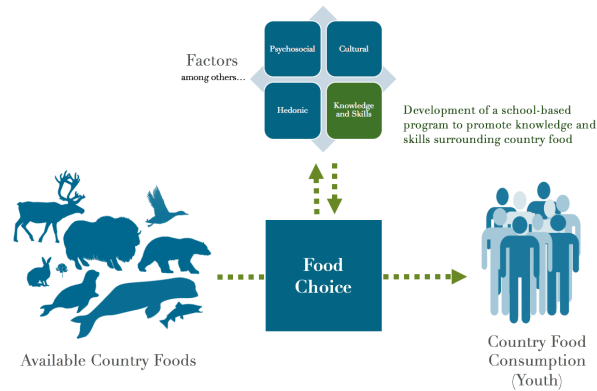 Factors
among others...
Psychosocial
Cultural
Hedonic
Knowledge
and Skills
Development of a school-based
program to promote knowledge and
skills surrounding country food
Food
Choice
Available Country Foods
Country Food
Consumption
(Youth)